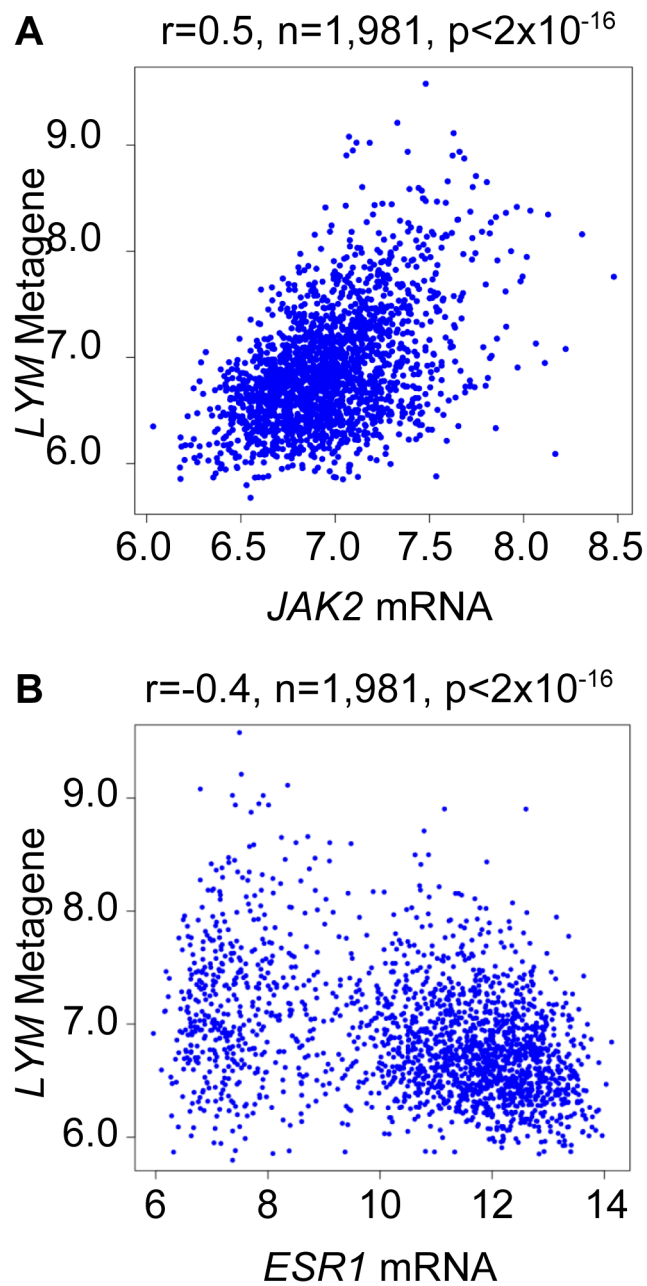 A
r=0.5, n=1,981, p<2x10-16
LYM Metagene
9.0
8.0
7.0
6.0
6.0 6.5 7.0 7.5 8.0 8.5
JAK2 mRNA
B
r=-0.4, n=1,981, p<2x10-16
LYM Metagene
9.0
8.0
7.0
6.0
6 8 10 12 14
ESR1 mRNA